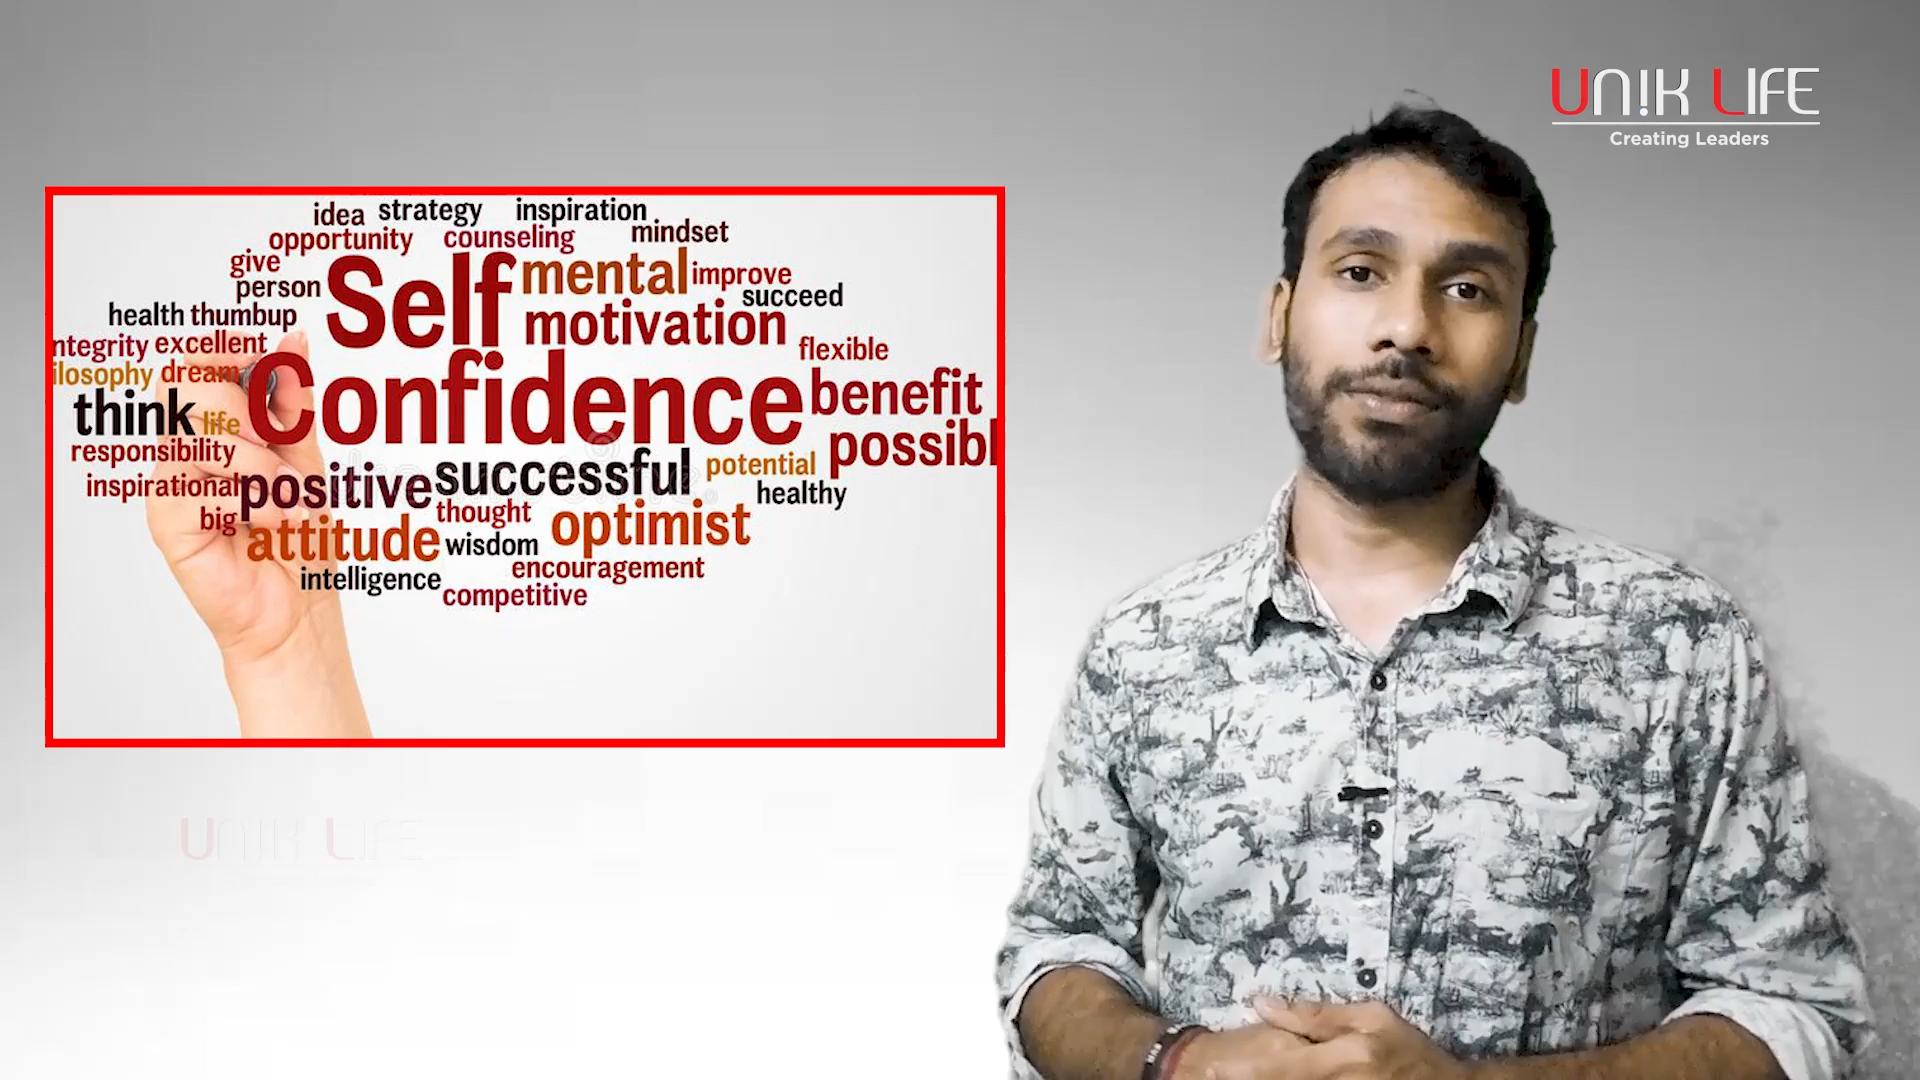 UN!K LIFE
Creating Leaders
idea strategy inspiration
opportunity counseling mindset
give mental improve
person Self succeed
health thumbup motivation
ntegrity excellent flexible
ilosophy dream Confidence benefit
think life
responsibility possibl
inspirational positive successful potential
healthy
big thought optimist
attitude wisdom
intelligence encouragement
competitive
UN!K LIFE